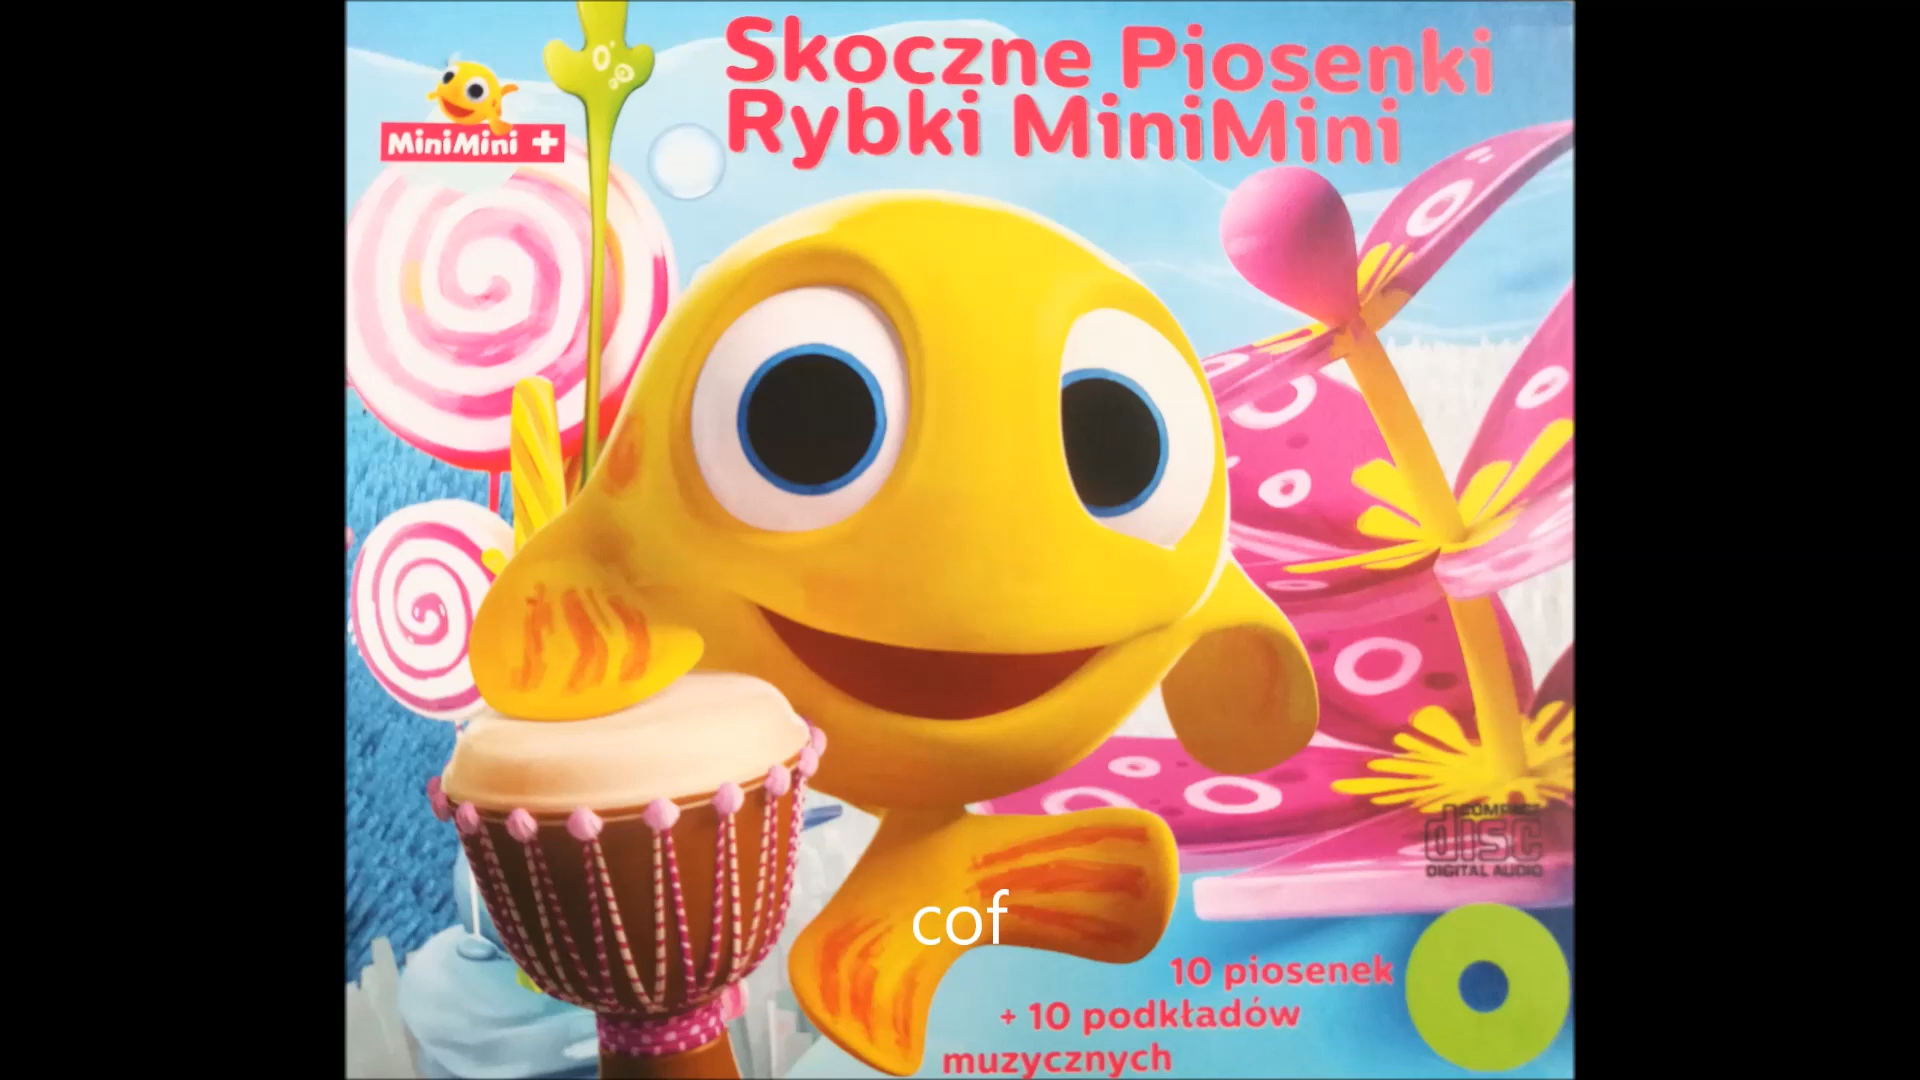 Skoczne Piosenki
Rybki MiniMini
MiniMini +
COMPACT
disc
DIGITAL AUDIO
cof
10 piosenek
+ 10 podkładów
muzycznych